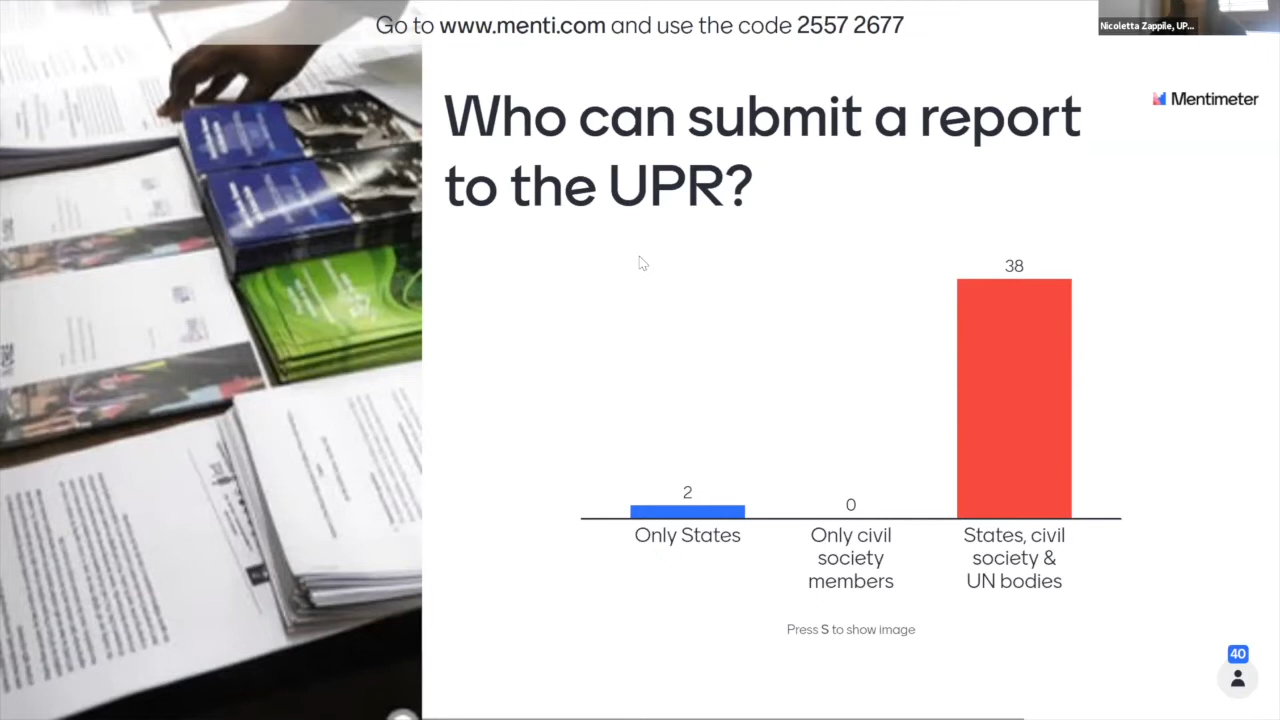 Go to www.menti.com and use the code 2557 2677
Nicoletta Zappile, UP...
Mentimeter
Who can submit a report
to the UPR?
38
2
0
Only States
Only civil
society
members
States, civil
society &
UN bodies
Press S to show image
40